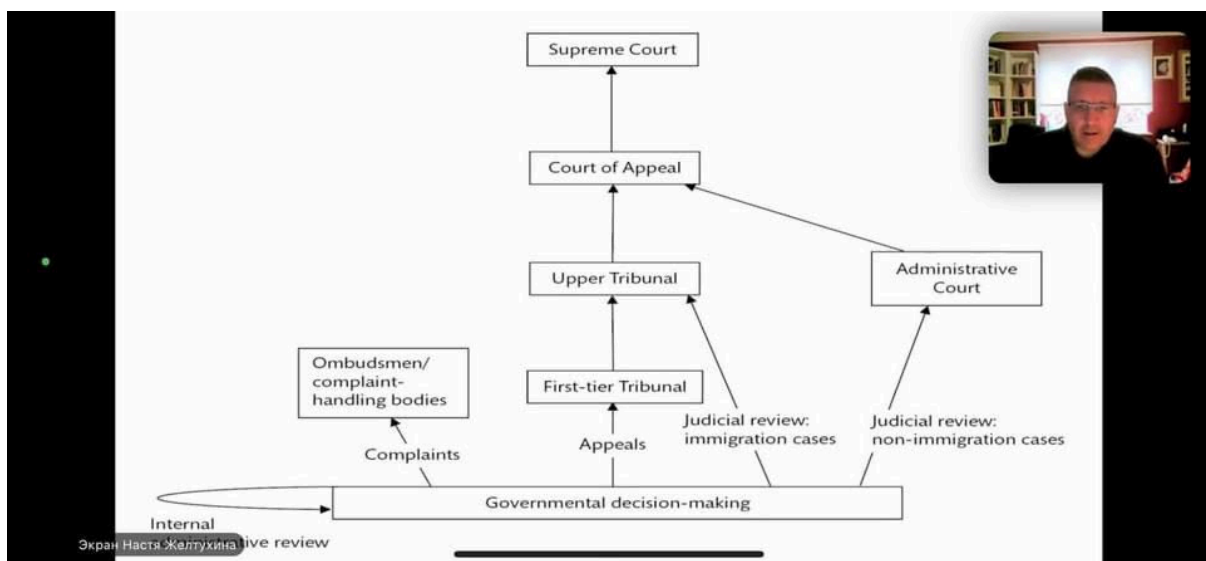 Supreme Court
Court of Appeal
Upper Tribunal
Administrative
Court
Ombudsmen/
complaint-
handling bodies
First-tier Tribunal
Judicial review:
immigration cases
Judicial review:
non-immigration cases
Appeals
Complaints
Governmental decision-making
Internal
administrative review
Экран Настя Желтухина